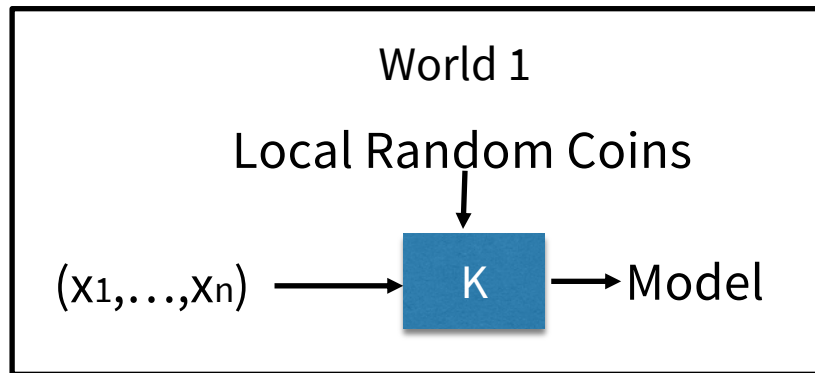 World 1
Local Random Coins
(x1,…,xn)
K
Model